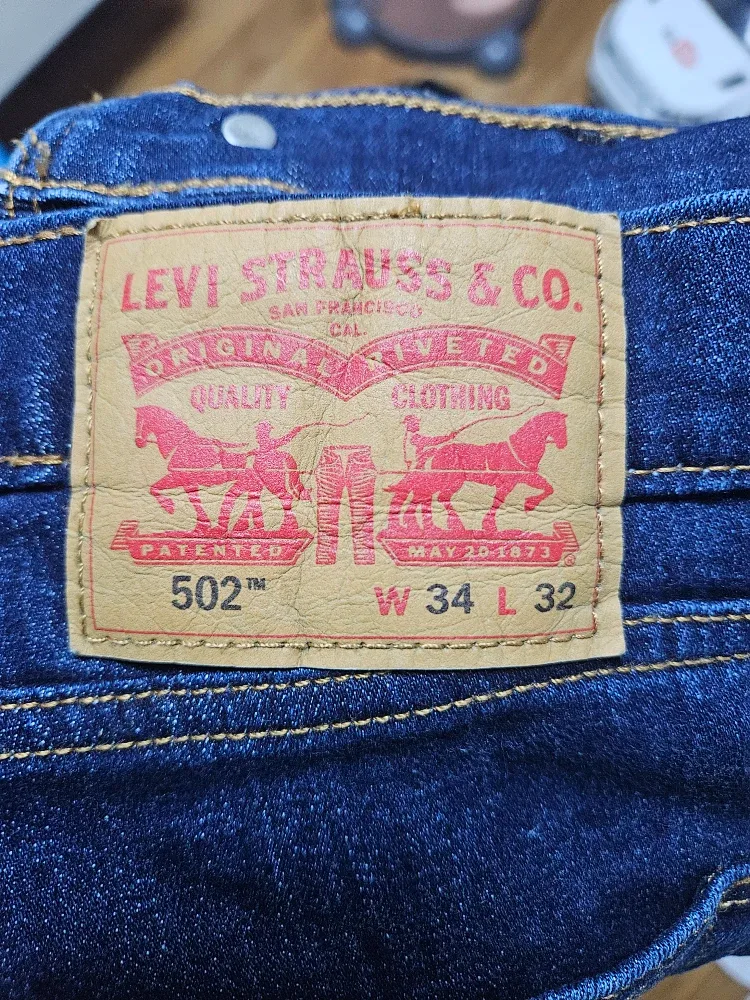 LEVI STRAUSS & CO.
SAN FRANCISCO
CAL.
ORIGINAL RIVETED
QUALITY CLOTHING
PATENTED MAY 20 1873
502™ W 34 L 32